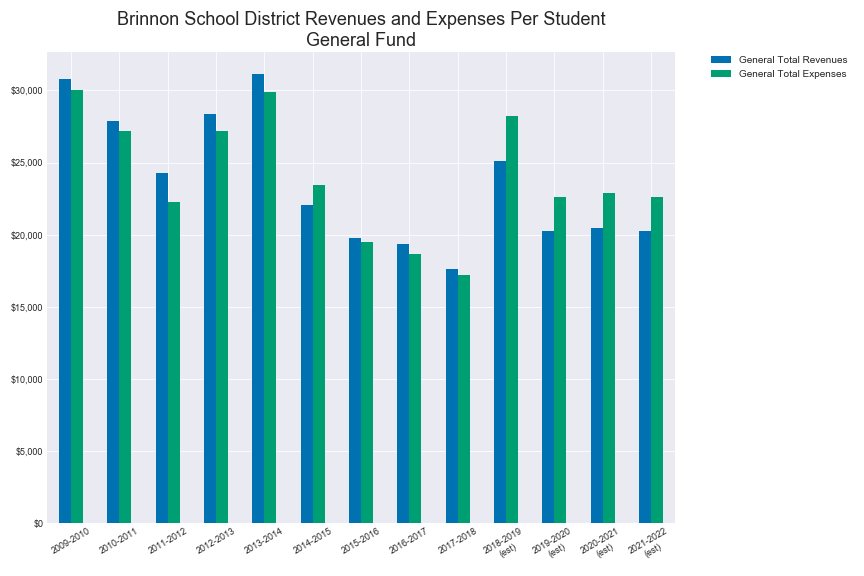 Brinnon School District Revenues and Expenses Per Student
General Fund
General Total Revenues
General Total Expenses
$30,000
$25,000
$20,000
$15,000
$10,000
$5,000
$0
2009-2010
2010-2011
2011-2012
2012-2013
2013-2014
2014-2015
2015-2016
2016-2017
2017-2018
2018-2019
(est)
2019-2020
(est)
2020-2021
(est)
2021-2022
(est)